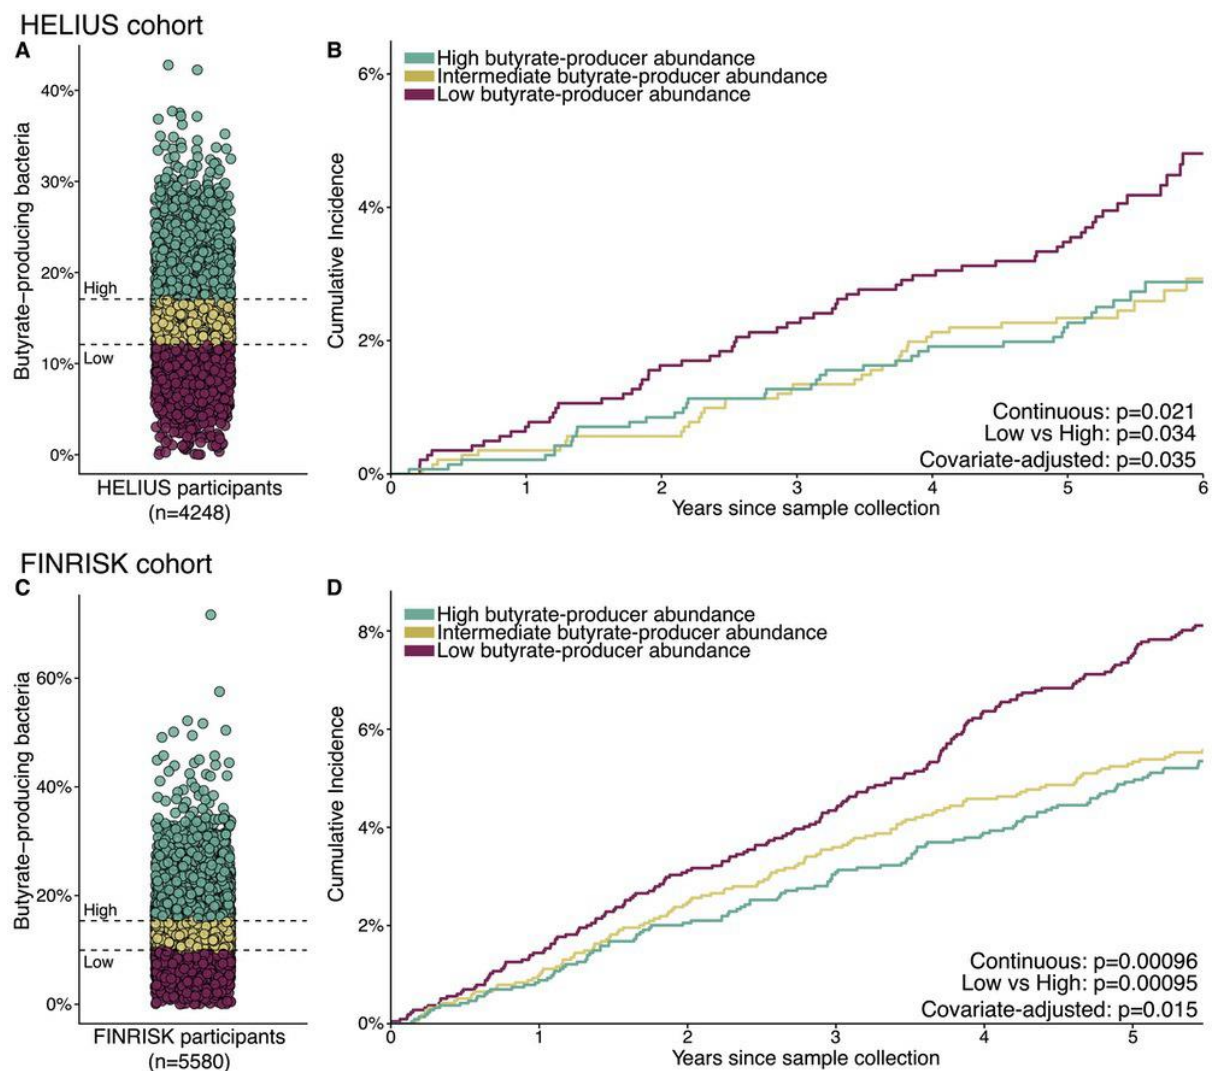 HELIUS cohort
A
Butyrate−producing bacteria
40%
30%
20%
10%
0%
High
Low
HELIUS participants
(n=4248)
B
High butyrate-producer abundance
Intermediate butyrate-producer abundance
Low butyrate-producer abundance
Cumulative Incidence
6%
4%
2%
0%
Continuous: p=0.021
Low vs High: p=0.034
Covariate-adjusted: p=0.035
0 1 2 3 4 5 6
Years since sample collection
FINRISK cohort
C
Butyrate−producing bacteria
60%
40%
20%
0%
High
Low
FINRISK participants
(n=5580)
D
High butyrate-producer abundance
Intermediate butyrate-producer abundance
Low butyrate-producer abundance
Cumulative Incidence
8%
6%
4%
2%
0%
Continuous: p=0.00096
Low vs High: p=0.00095
Covariate-adjusted: p=0.015
0 1 2 3 4 5
Years since sample collection